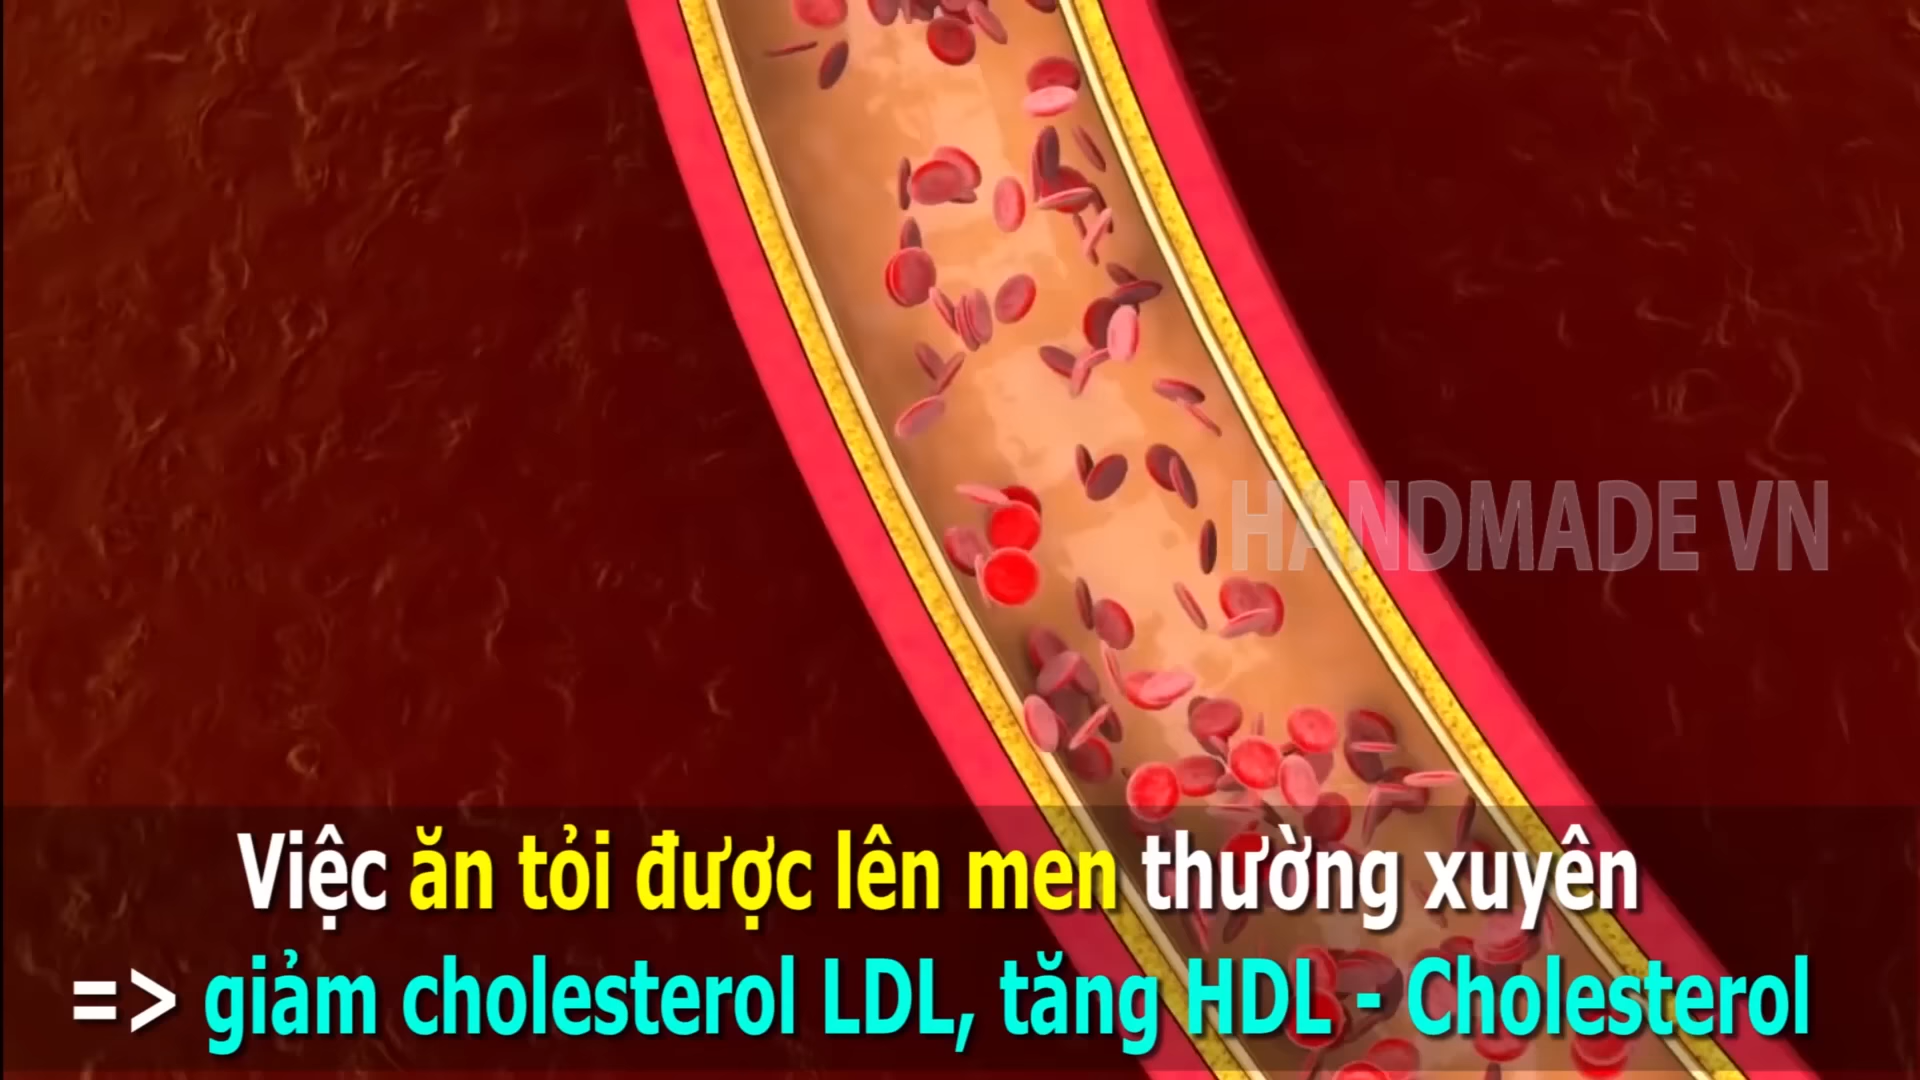 HANDMADE VN
Việc ăn tỏi được lên men thường xuyên
=> giảm cholesterol LDL, tăng HDL - Cholesterol